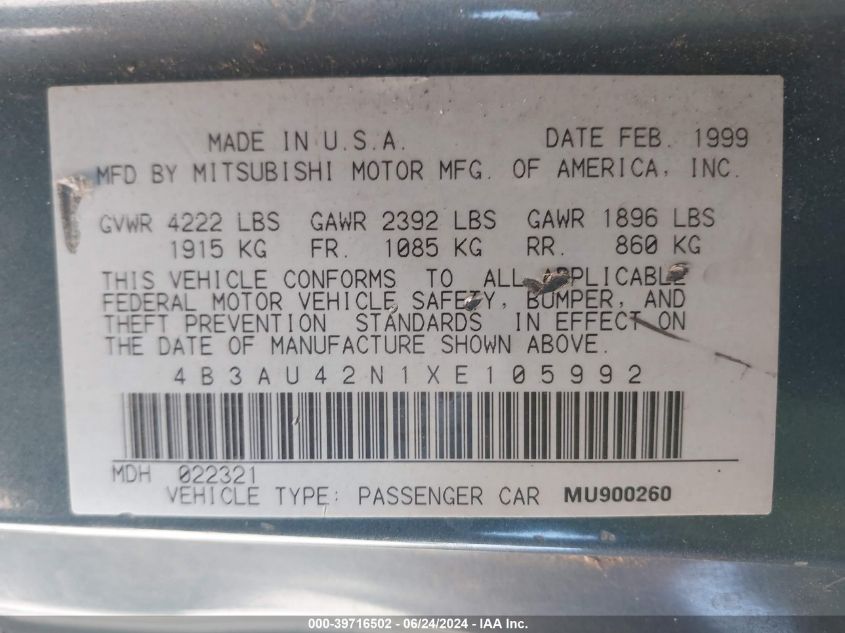 MADE IN U.S.A. DATE FEB. 1999
MFD BY MITSUBISHI MOTOR MFG. OF AMERICA, INC.
GVWR 4222 LBS GAWR 2392 LBS GAWR 1896 LBS
1915 KG FR. 1085 KG RR. 860 KG
THIS VEHICLE CONFORMS TO ALL APPLICABLE
FEDERAL MOTOR VEHICLE SAFETY, BUMPER, AND
THEFT PREVENTION STANDARDS IN EFFECT ON
THE DATE OF MANUFACTURE SHOWN ABOVE.
4B3AU42N1XE105992
MDH 022321
VEHICLE TYPE: PASSENGER CAR MU900260
000-39716502 - 06/24/2024 - IAA Inc.